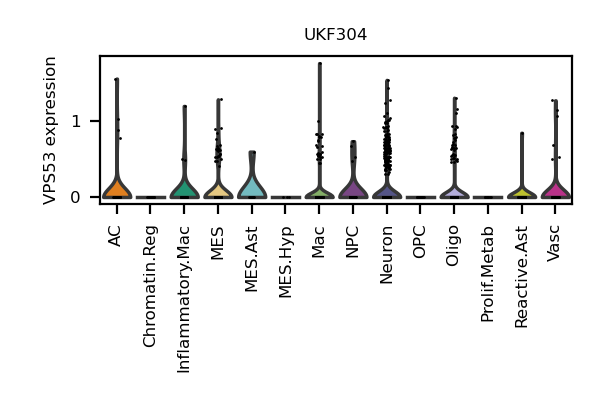 UKF304
VPS53 expression
1
0
AC
Chromatin.Reg
Inflammatory.Mac
MES
MES.Ast
MES.Hyp
Mac
NPC
Neuron
OPC
Oligo
Prolif.Metab
Reactive.Ast
Vasc